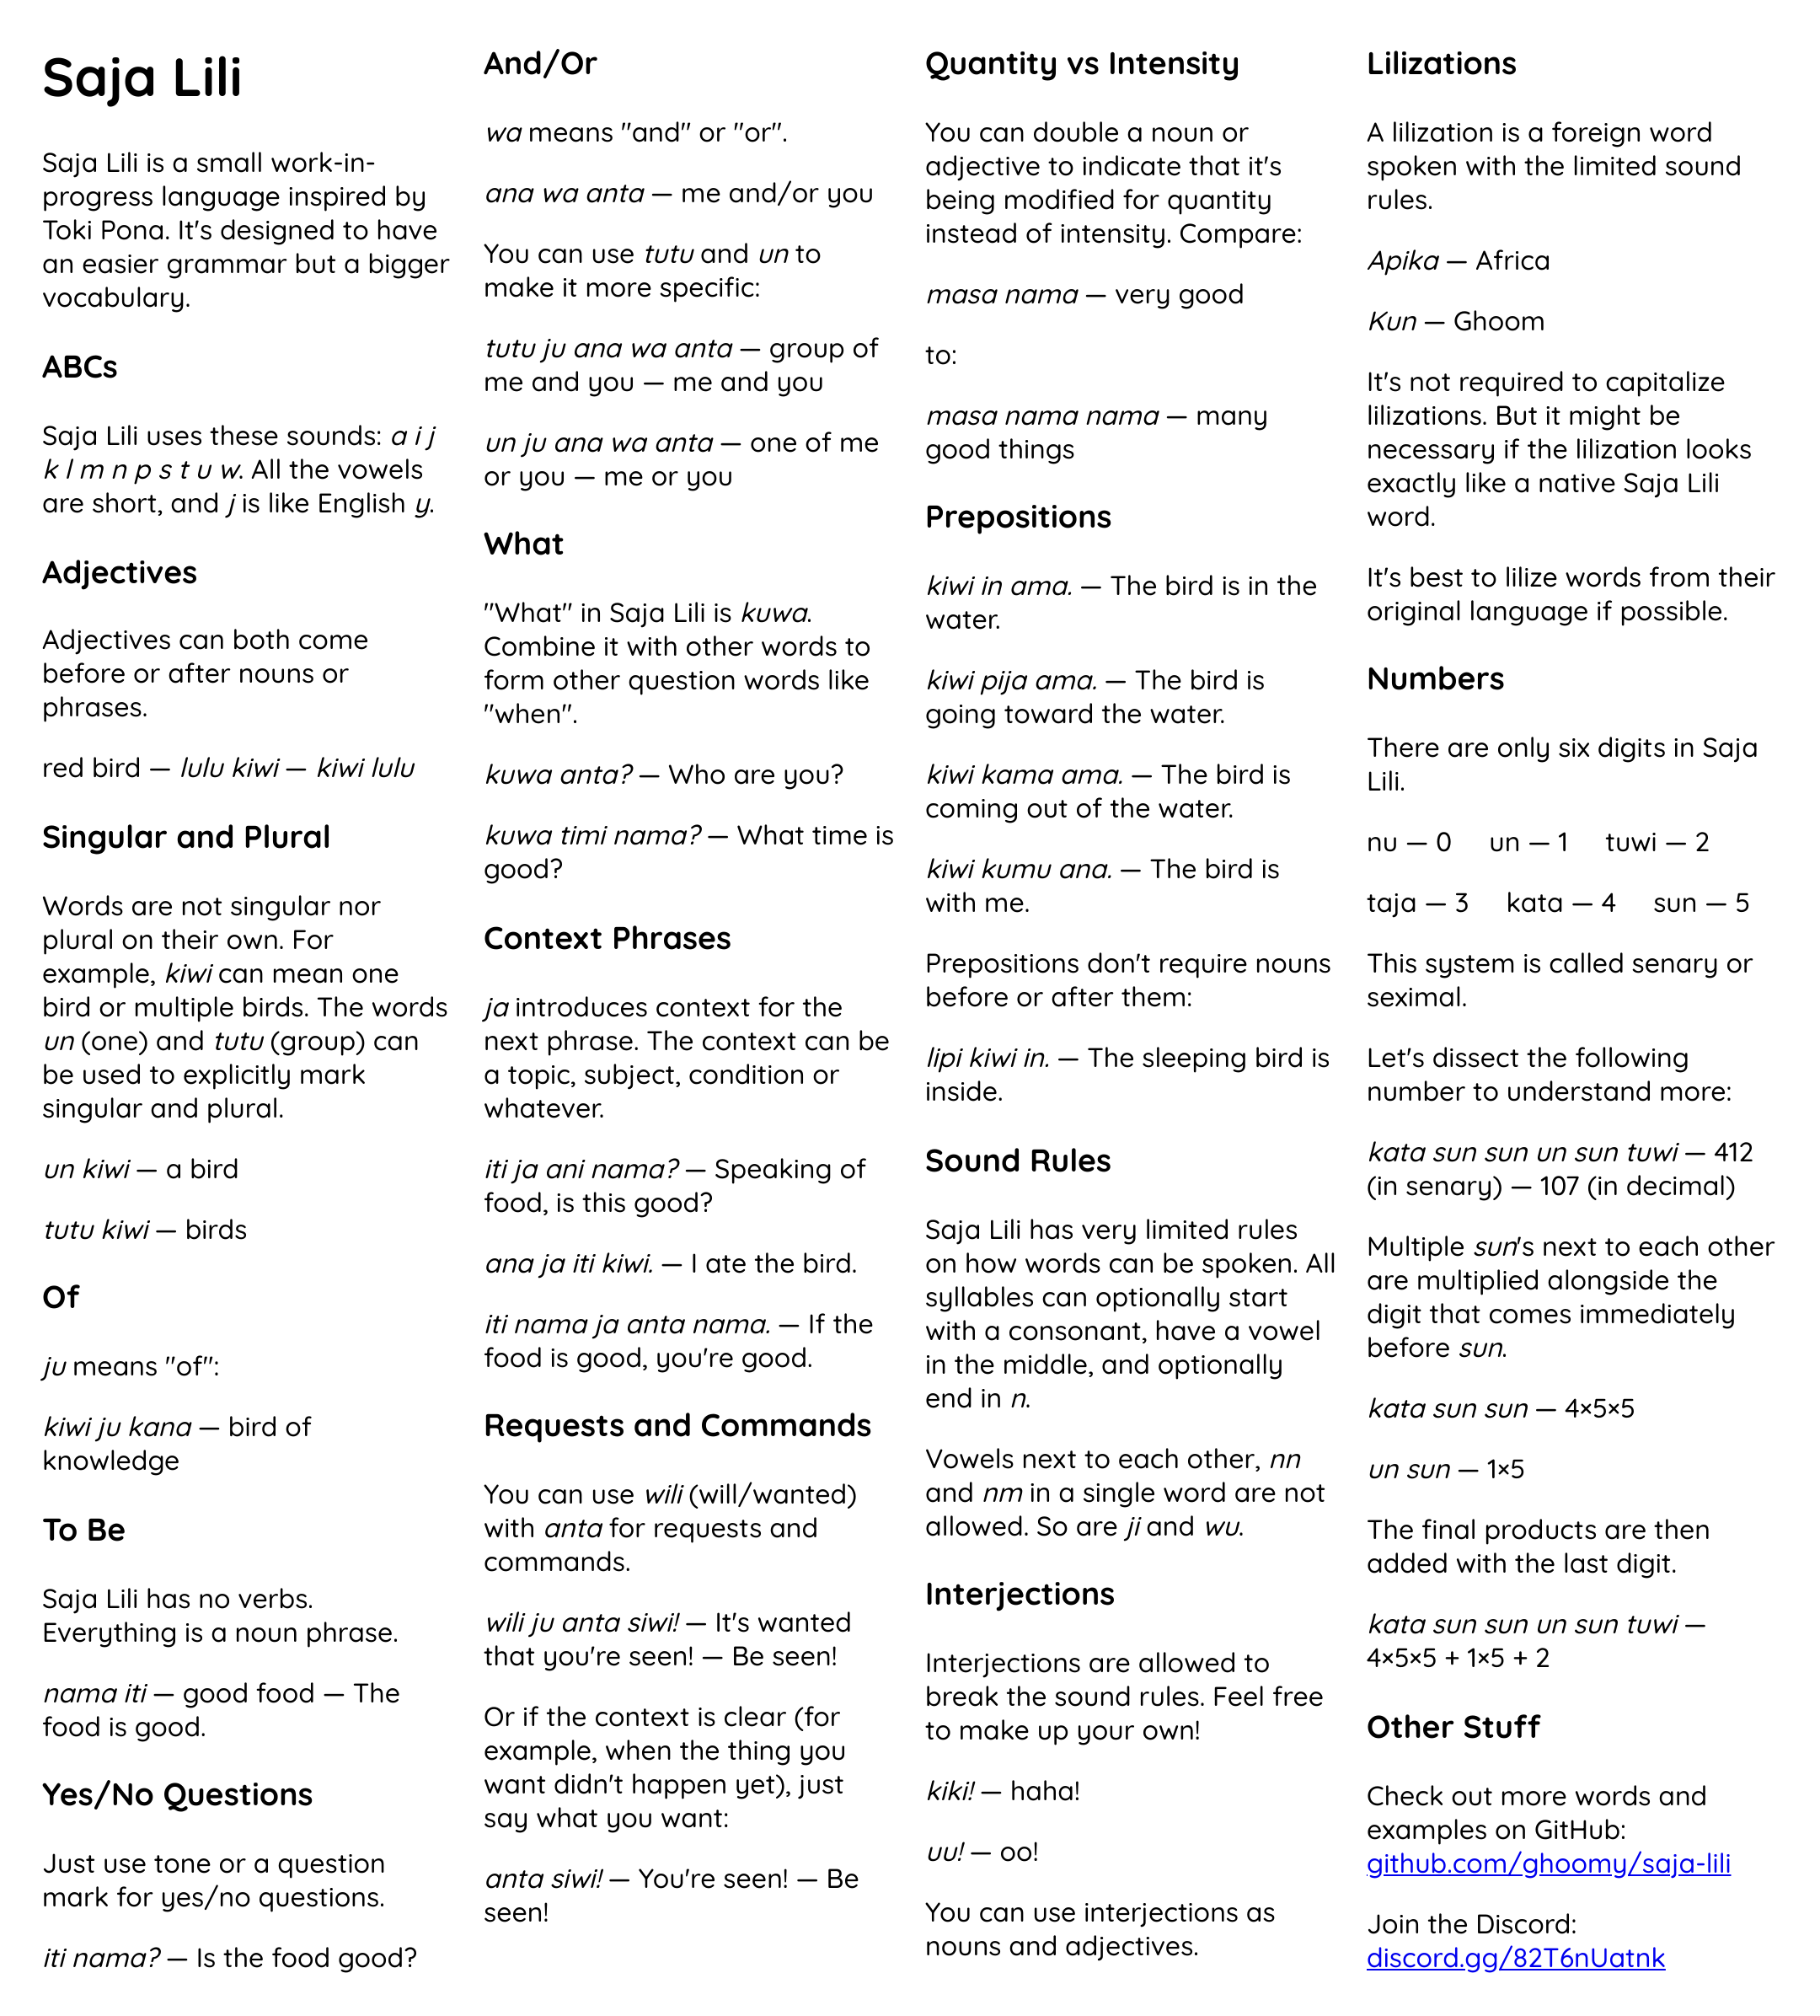 Saja Lili
Saja Lili is a small work-in-
progress language inspired by
Toki Pona. It's designed to have
an easier grammar but a bigger
vocabulary.
ABCs
Saja Lili uses these sounds: a i j
k l m n p s t u w. All the vowels
are short, and j is like English y.
Adjectives
Adjectives can both come
before or after nouns or
phrases.
red bird — lulu kiwi — kiwi lulu
Singular and Plural
Words are not singular nor
plural on their own. For
example, kiwi can mean one
bird or multiple birds. The words
un (one) and tutu (group) can
be used to explicitly mark
singular and plural.
un kiwi — a bird
tutu kiwi — birds
Of
ju means "of":
kiwi ju kana — bird of
knowledge
To Be
Saja Lili has no verbs.
Everything is a noun phrase.
nama iti — good food — The
food is good.
Yes/No Questions
Just use tone or a question
mark for yes/no questions.
iti nama? — Is the food good?
And/Or
wa means "and" or "or".
ana wa anta — me and/or you
You can use tutu and un to
make it more specific:
tutu ju ana wa anta — group of
me and you — me and you
un ju ana wa anta — one of me
or you — me or you
What
"What" in Saja Lili is kuwa.
Combine it with other words to
form other question words like
"when".
kuwa anta? — Who are you?
kuwa timi nama? — What time is
good?
Context Phrases
ja introduces context for the
next phrase. The context can be
a topic, subject, condition or
whatever.
iti ja ani nama? — Speaking of
food, is this good?
ana ja iti kiwi. — I ate the bird.
iti nama ja anta nama. — If the
food is good, you're good.
Requests and Commands
You can use wili (will/wanted)
with anta for requests and
commands.
wili ju anta siwi! — It's wanted
that you're seen! — Be seen!
Or if the context is clear (for
example, when the thing you
want didn't happen yet), just
say what you want:
anta siwi! — You're seen! — Be
seen!
Quantity vs Intensity
You can double a noun or
adjective to indicate that it's
being modified for quantity
instead of intensity. Compare:
masa nama — very good
to:
masa nama nama — many
good things
Prepositions
kiwi in ama. — The bird is in the
water.
kiwi pija ama. — The bird is
going toward the water.
kiwi kama ama. — The bird is
coming out of the water.
kiwi kumu ana. — The bird is
with me.
Prepositions don't require nouns
before or after them:
lipi kiwi in. — The sleeping bird is
inside.
Sound Rules
Saja Lili has very limited rules
on how words can be spoken. All
syllables can optionally start
with a consonant, have a vowel
in the middle, and optionally
end in n.
Vowels next to each other, nn
and nm in a single word are not
allowed. So are ji and wu.
Interjections
Interjections are allowed to
break the sound rules. Feel free
to make up your own!
kiki! — haha!
uu! — oo!
You can use interjections as
nouns and adjectives.
Lilizations
A lilization is a foreign word
spoken with the limited sound
rules.
Apika — Africa
Kun — Ghoom
It's not required to capitalize
lilizations. But it might be
necessary if the lilization looks
exactly like a native Saja Lili
word.
It's best to lilize words from their
original language if possible.
Numbers
There are only six digits in Saja
Lili.
nu — 0 un — 1 tuwi — 2
taja — 3 kata — 4 sun — 5
This system is called senary or
seximal.
Let's dissect the following
number to understand more:
kata sun sun un sun tuwi — 412
(in senary) — 107 (in decimal)
Multiple sun's next to each other
are multiplied alongside the
digit that comes immediately
before sun.
kata sun sun — 4×5×5
un sun — 1×5
The final products are then
added with the last digit.
kata sun sun un sun tuwi —
4×5×5 + 1×5 + 2
Other Stuff
Check out more words and
examples on GitHub:
github.com/ghoomy/saja-lili
Join the Discord:
discord.gg/82T6nUatnk